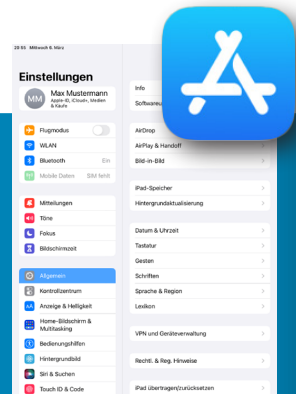 20:55 Mittwoch 6. März
Einstellungen
MM
Max Mustermann
Apple-ID, iCloud+, Medien
& Käufe
Flugmodus
WLAN
Bluetooth Ein
Mobile Daten SIM fehlt
Mitteilungen
Töne
Fokus
Bildschirmzeit
Allgemein
Kontrollzentrum
AA Anzeige & Helligkeit
Home-Bildschirm &
Multitasking
Bedienungshilfen
Hintergrundbild
Siri & Suchen
Touch ID & Code
Info
Softwareu
AirDrop
AirPlay & Handoff
Bild-in-Bild
iPad-Speicher
Hintergrundaktualisierung
Datum & Uhrzeit
Tastatur
Gesten
Schriften
Sprache & Region
Lexikon
VPN und Geräteverwaltung
Rechtl. & Reg. Hinweise
iPad übertragen/zurücksetzen